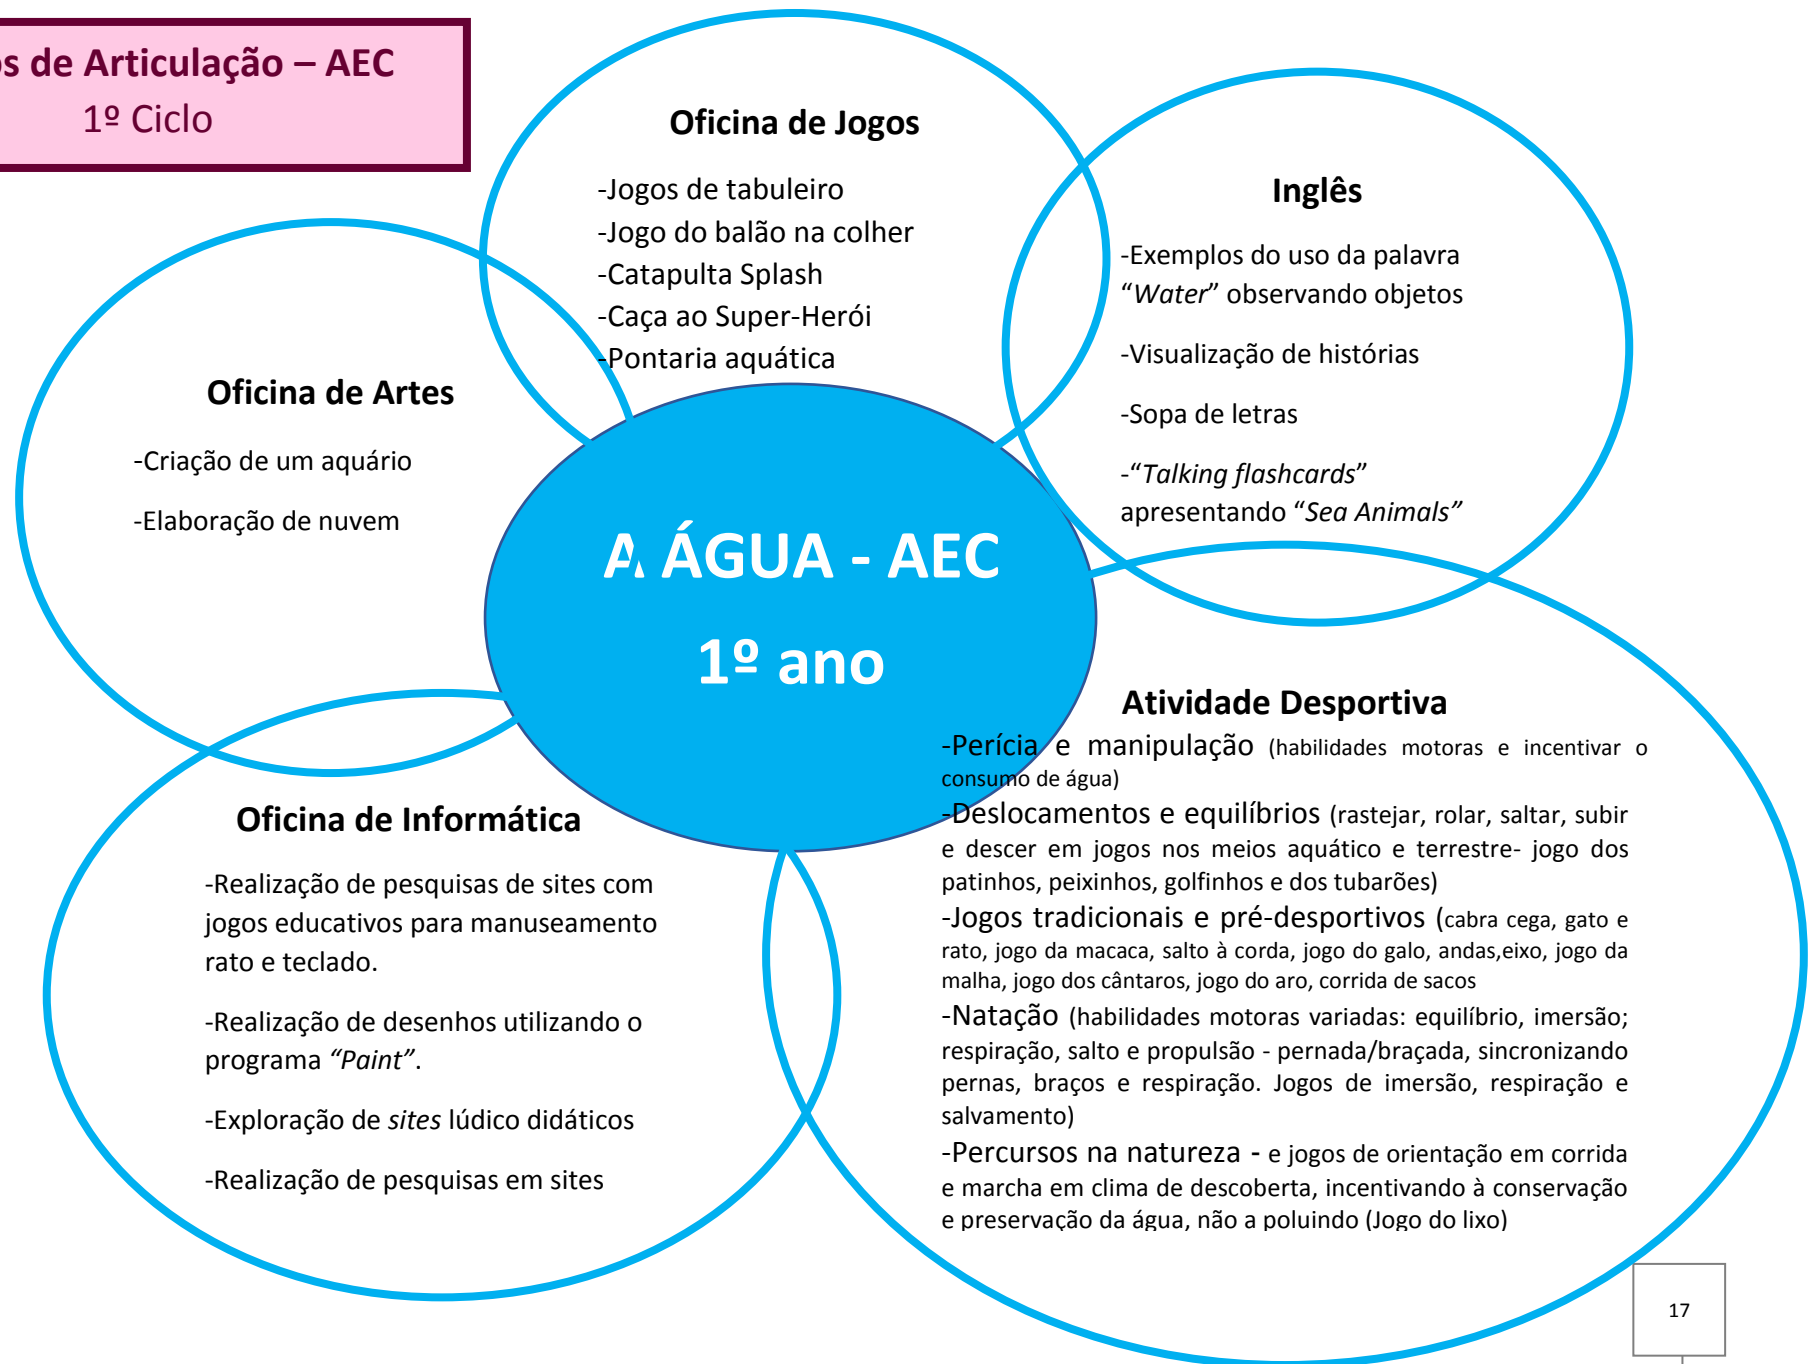 de Articulação – AEC
1º Ciclo
Oficina de Jogos
-Jogos de tabuleiro
-Jogo do balão na colher
-Catapulta Splash
-Caça ao Super-Herói
-Pontaria aquática
Inglês
-Exemplos do uso da palavra
“Water” observando objetos
-Visualização de histórias
-Sopa de letras
-“Talking flashcards”
apresentando “Sea Animals”
Oficina de Artes
-Criação de um aquário
-Elaboração de nuvem
A ÁGUA - AEC
1º ano
Atividade Desportiva
-Perícia e manipulação (habilidades motoras e incentivar o
consumo de água)
-Deslocamentos e equilíbrios (rastejar, rolar, saltar, subir
e descer em jogos nos meios aquático e terrestre- jogo dos
patinhos, peixinhos, golfinhos e dos tubarões)
-Jogos tradicionais e pré-desportivos (cabra cega, gato e
rato, jogo da macaca, salto à corda, jogo do galo, andas,eixo, jogo da
malha, jogo dos cântaros, jogo do aro, corrida de sacos
-Natação (habilidades motoras variadas: equilíbrio, imersão;
respiração, salto e propulsão - pernada/braçada, sincronizando
pernas, braços e respiração. Jogos de imersão, respiração e
salvamento)
-Percursos na natureza - e jogos de orientação em corrida
e marcha em clima de descoberta, incentivando à conservação
e preservação da água, não a poluindo (Jogo do lixo)
Oficina de Informática
-Realização de pesquisas de sites com
jogos educativos para manuseamento
rato e teclado.
-Realização de desenhos utilizando o
programa “Paint”.
-Exploração de sites lúdico didáticos
-Realização de pesquisas em sites
17